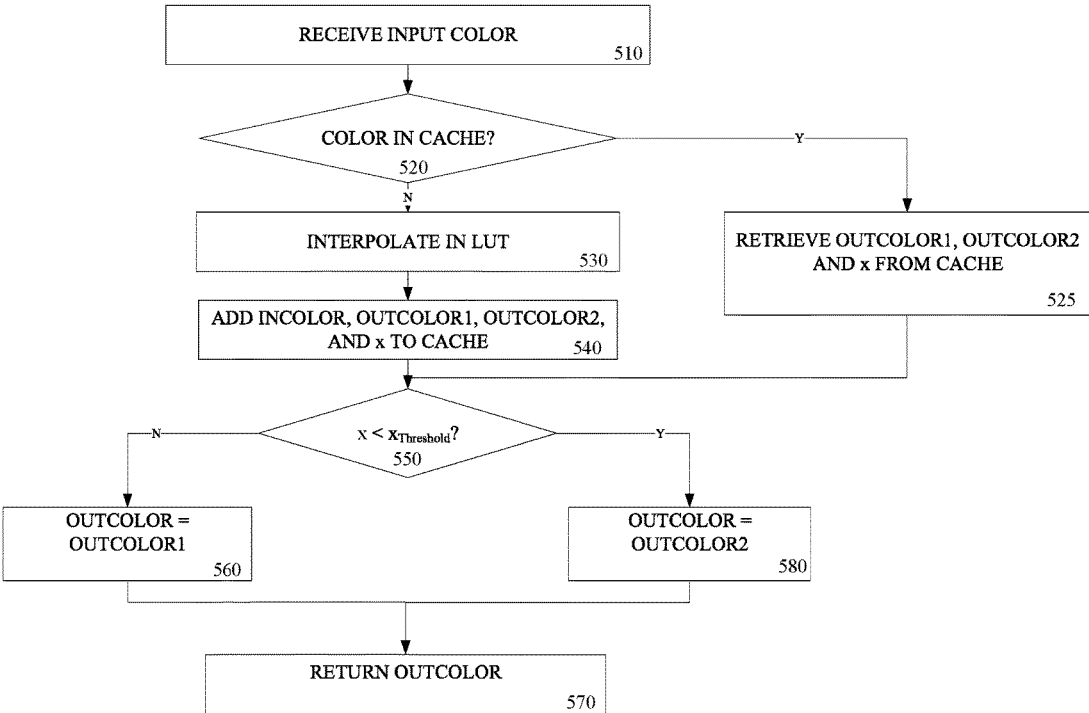 RECEIVE INPUT COLOR
510
COLOR IN CACHE?
520
Y
N
INTERPOLATE IN LUT
530
RETRIEVE OUTCOLOR1, OUTCOLOR2
AND x FROM CACHE
525
ADD INCOLOR, OUTCOLOR1, OUTCOLOR2,
AND x TO CACHE
540
x < xThreshold?
550
N
Y
OUTCOLOR =
OUTCOLOR1
560
OUTCOLOR =
OUTCOLOR2
580
RETURN OUTCOLOR
570